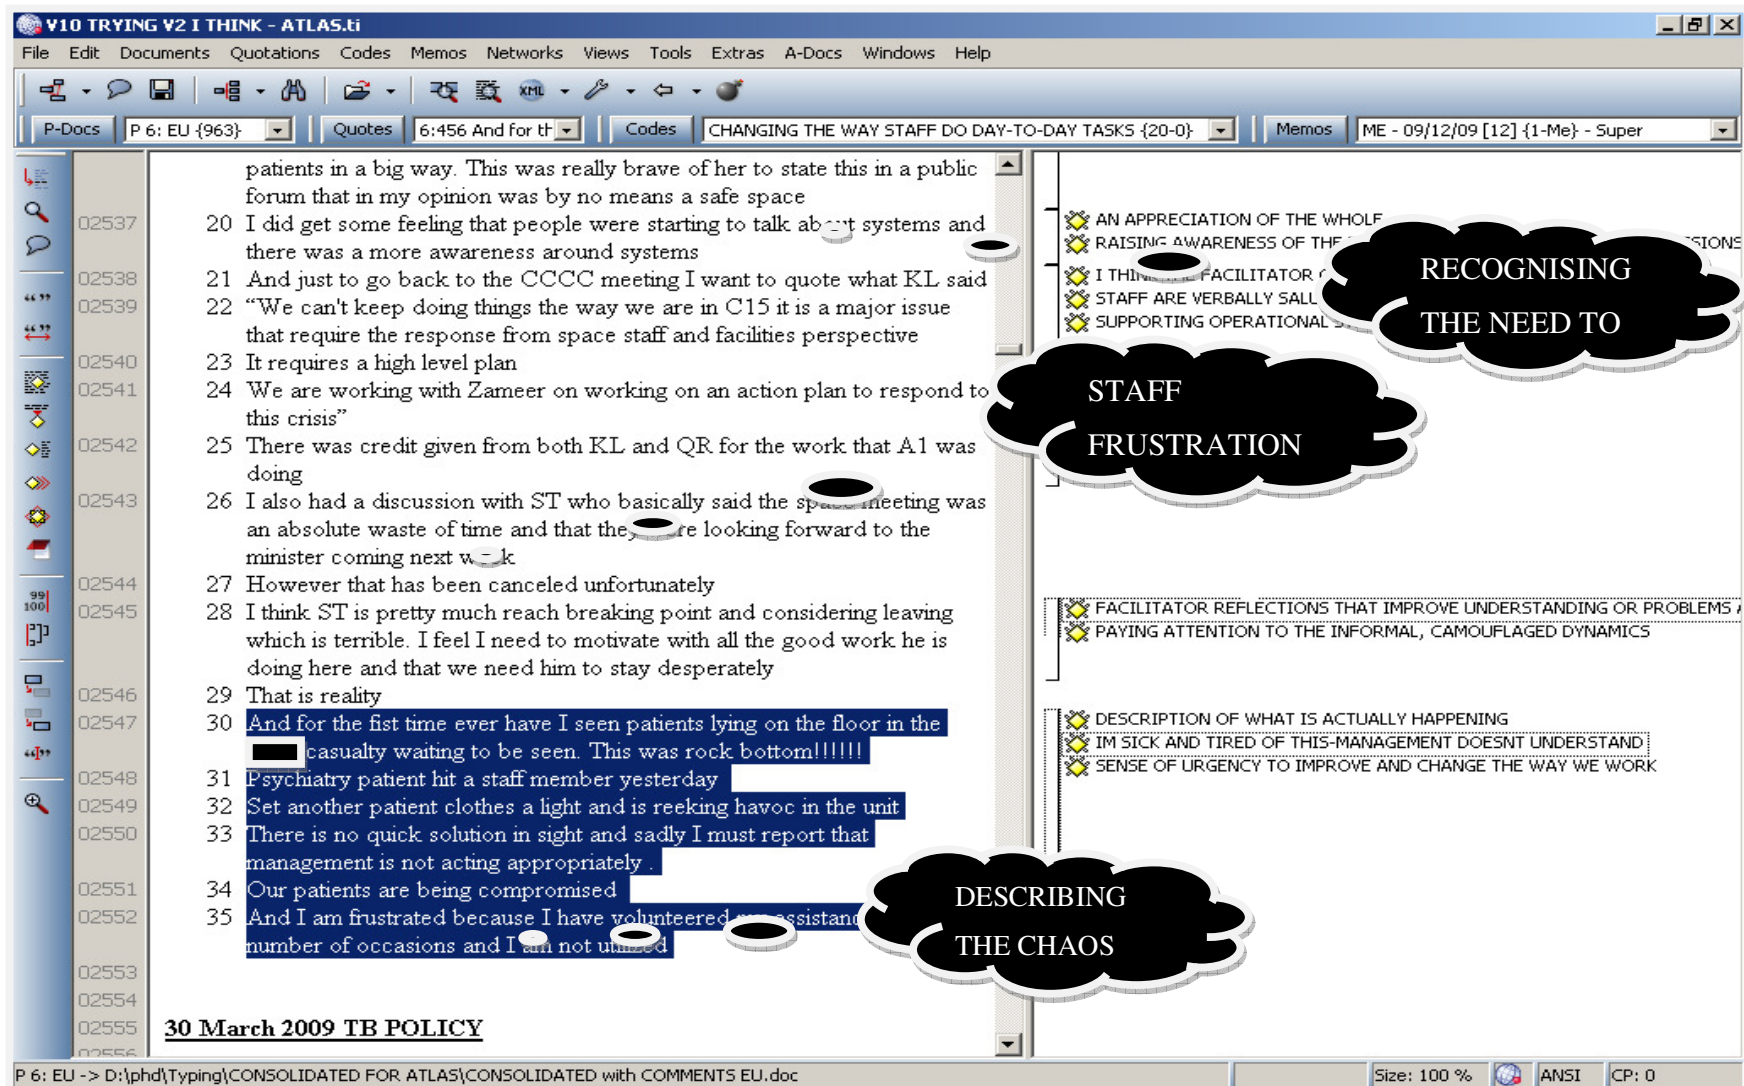 V10 TRYING V2 I THINK - ATLAS.ti
File Edit Documents Quotations Codes Memos Networks Views Tools Extras A-Docs Windows Help
XML
P-Docs P 6: EU {963} Quotes 6:456 And for th Codes CHANGING THE WAY STAFF DO DAY-TO-DAY TASKS {20-0} Memos ME - 09/12/09 [12] {1-Me} - Super
patients in a big way. This was really brave of her to state this in a public
forum that in my opinion was by no means a safe space
02537 20 I did get some feeling that people were starting to talk about systems and
there was a more awareness around systems
02538 21 And just to go back to the CCCC meeting I want to quote what KL said
02539 22 “We can't keep doing things the way we are in C15 it is a major issue
that require the response from space staff and facilities perspective
02540 23 It requires a high level plan
02541 24 We are working with Zameer on working on an action plan to respond to
this crisis”
02542 25 There was credit given from both KL and QR for the work that A1 was
doing
02543 26 I also had a discussion with ST who basically said the space meeting was
an absolute waste of time and that they are looking forward to the
minister coming next week
02544 27 However that has been canceled unfortunately
02545 28 I think ST is pretty much reach breaking point and considering leaving
which is terrible. I feel I need to motivate with all the good work he is
doing here and that we need him to stay desperately
02546 29 That is reality
02547 30 And for the fist time ever have I seen patients lying on the floor in the
casualty waiting to be seen. This was rock bottom!!!!!!
02548 31 Psychiatry patient hit a staff member yesterday
02549 32 Set another patient clothes a light and is reeking havoc in the unit
02550 33 There is no quick solution in sight and sadly I must report that
management is not acting appropriately .
02551 34 Our patients are being compromised
02552 35 And I am frustrated because I have volunteered my assistance
number of occasions and I am not utilized
02553
02554
02555 30 March 2009 TB POLICY
02556
AN APPRECIATION OF THE WHOLE
RAISING AWARENESS OF THE
I THINK THE FACILITATOR
STAFF ARE VERBALLY
SUPPORTING OPERATIONAL
RECOGNISING
THE NEED TO
STAFF
FRUSTRATION
FACILITATOR REFLECTIONS THAT IMPROVE UNDERSTANDING OR PROBLEMS
PAYING ATTENTION TO THE INFORMAL, CAMOUFLAGED DYNAMICS
DESCRIPTION OF WHAT IS ACTUALLY HAPPENING
IM SICK AND TIRED OF THIS-MANAGEMENT DOESNT UNDERSTAND
SENSE OF URGENCY TO IMPROVE AND CHANGE THE WAY WE WORK
DESCRIBING
THE CHAOS
P 6: EU -> D:\phd\Typing\CONSOLIDATED FOR ATLAS\CONSOLIDATED with COMMENTS EU.doc Size: 100 % ANSI CP: 0